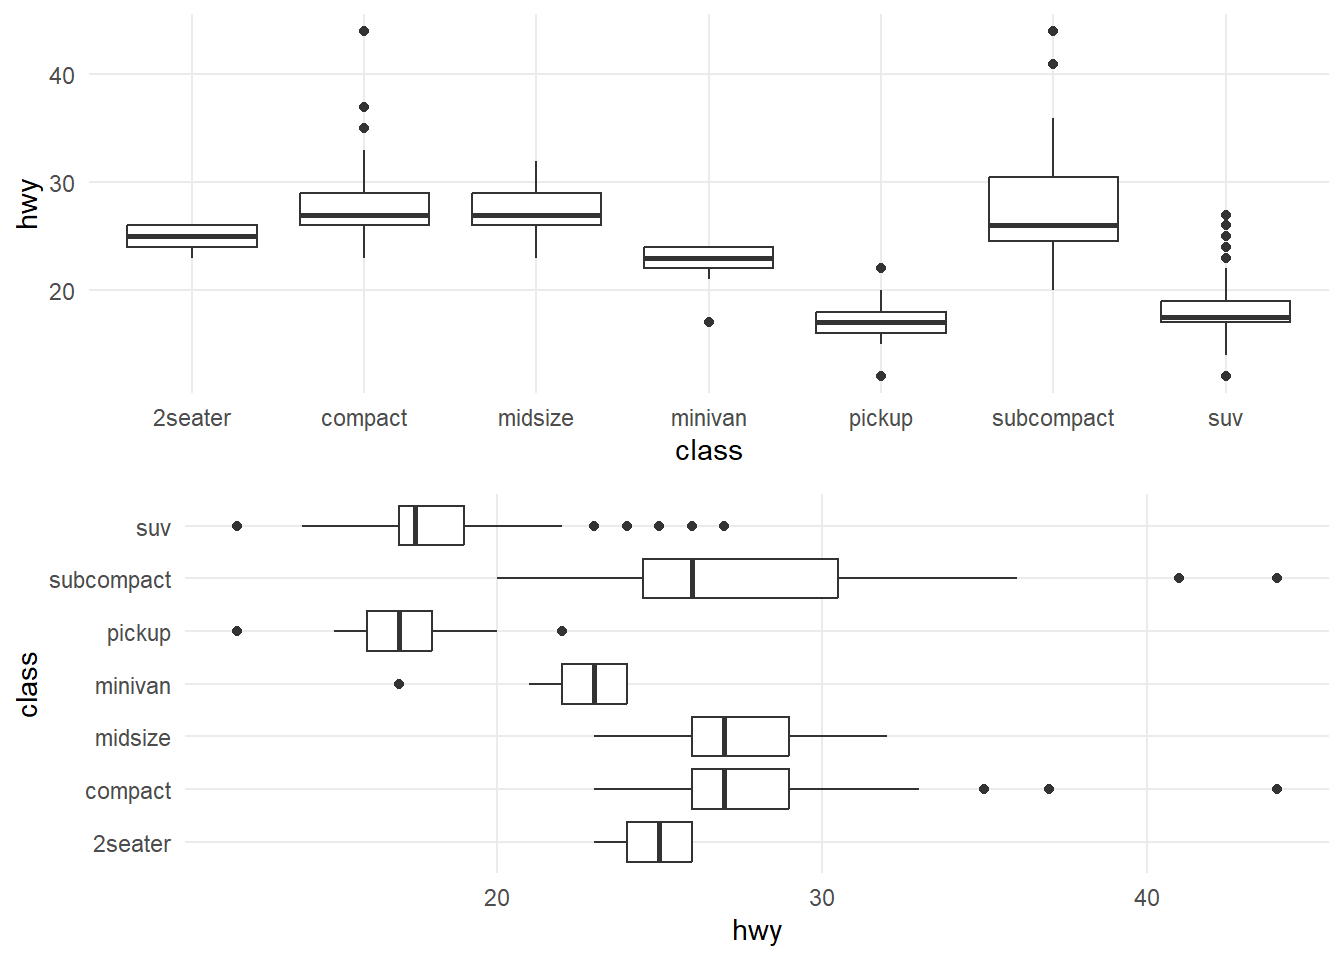 40
30
20
hwy
2seater compact midsize minivan pickup subcompact suv
class
suv
subcompact
pickup
minivan
midsize
compact
2seater
class
20 30 40
hwy